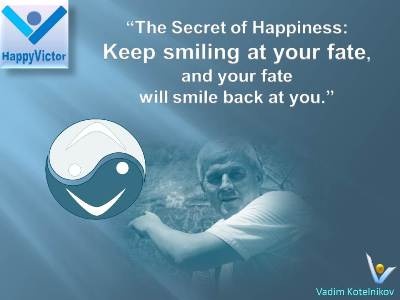 HappyVictor
“The Secret of Happiness:
Keep smiling at your fate,
and your fate
will smile back at you.”
Vadim Kotelnikov